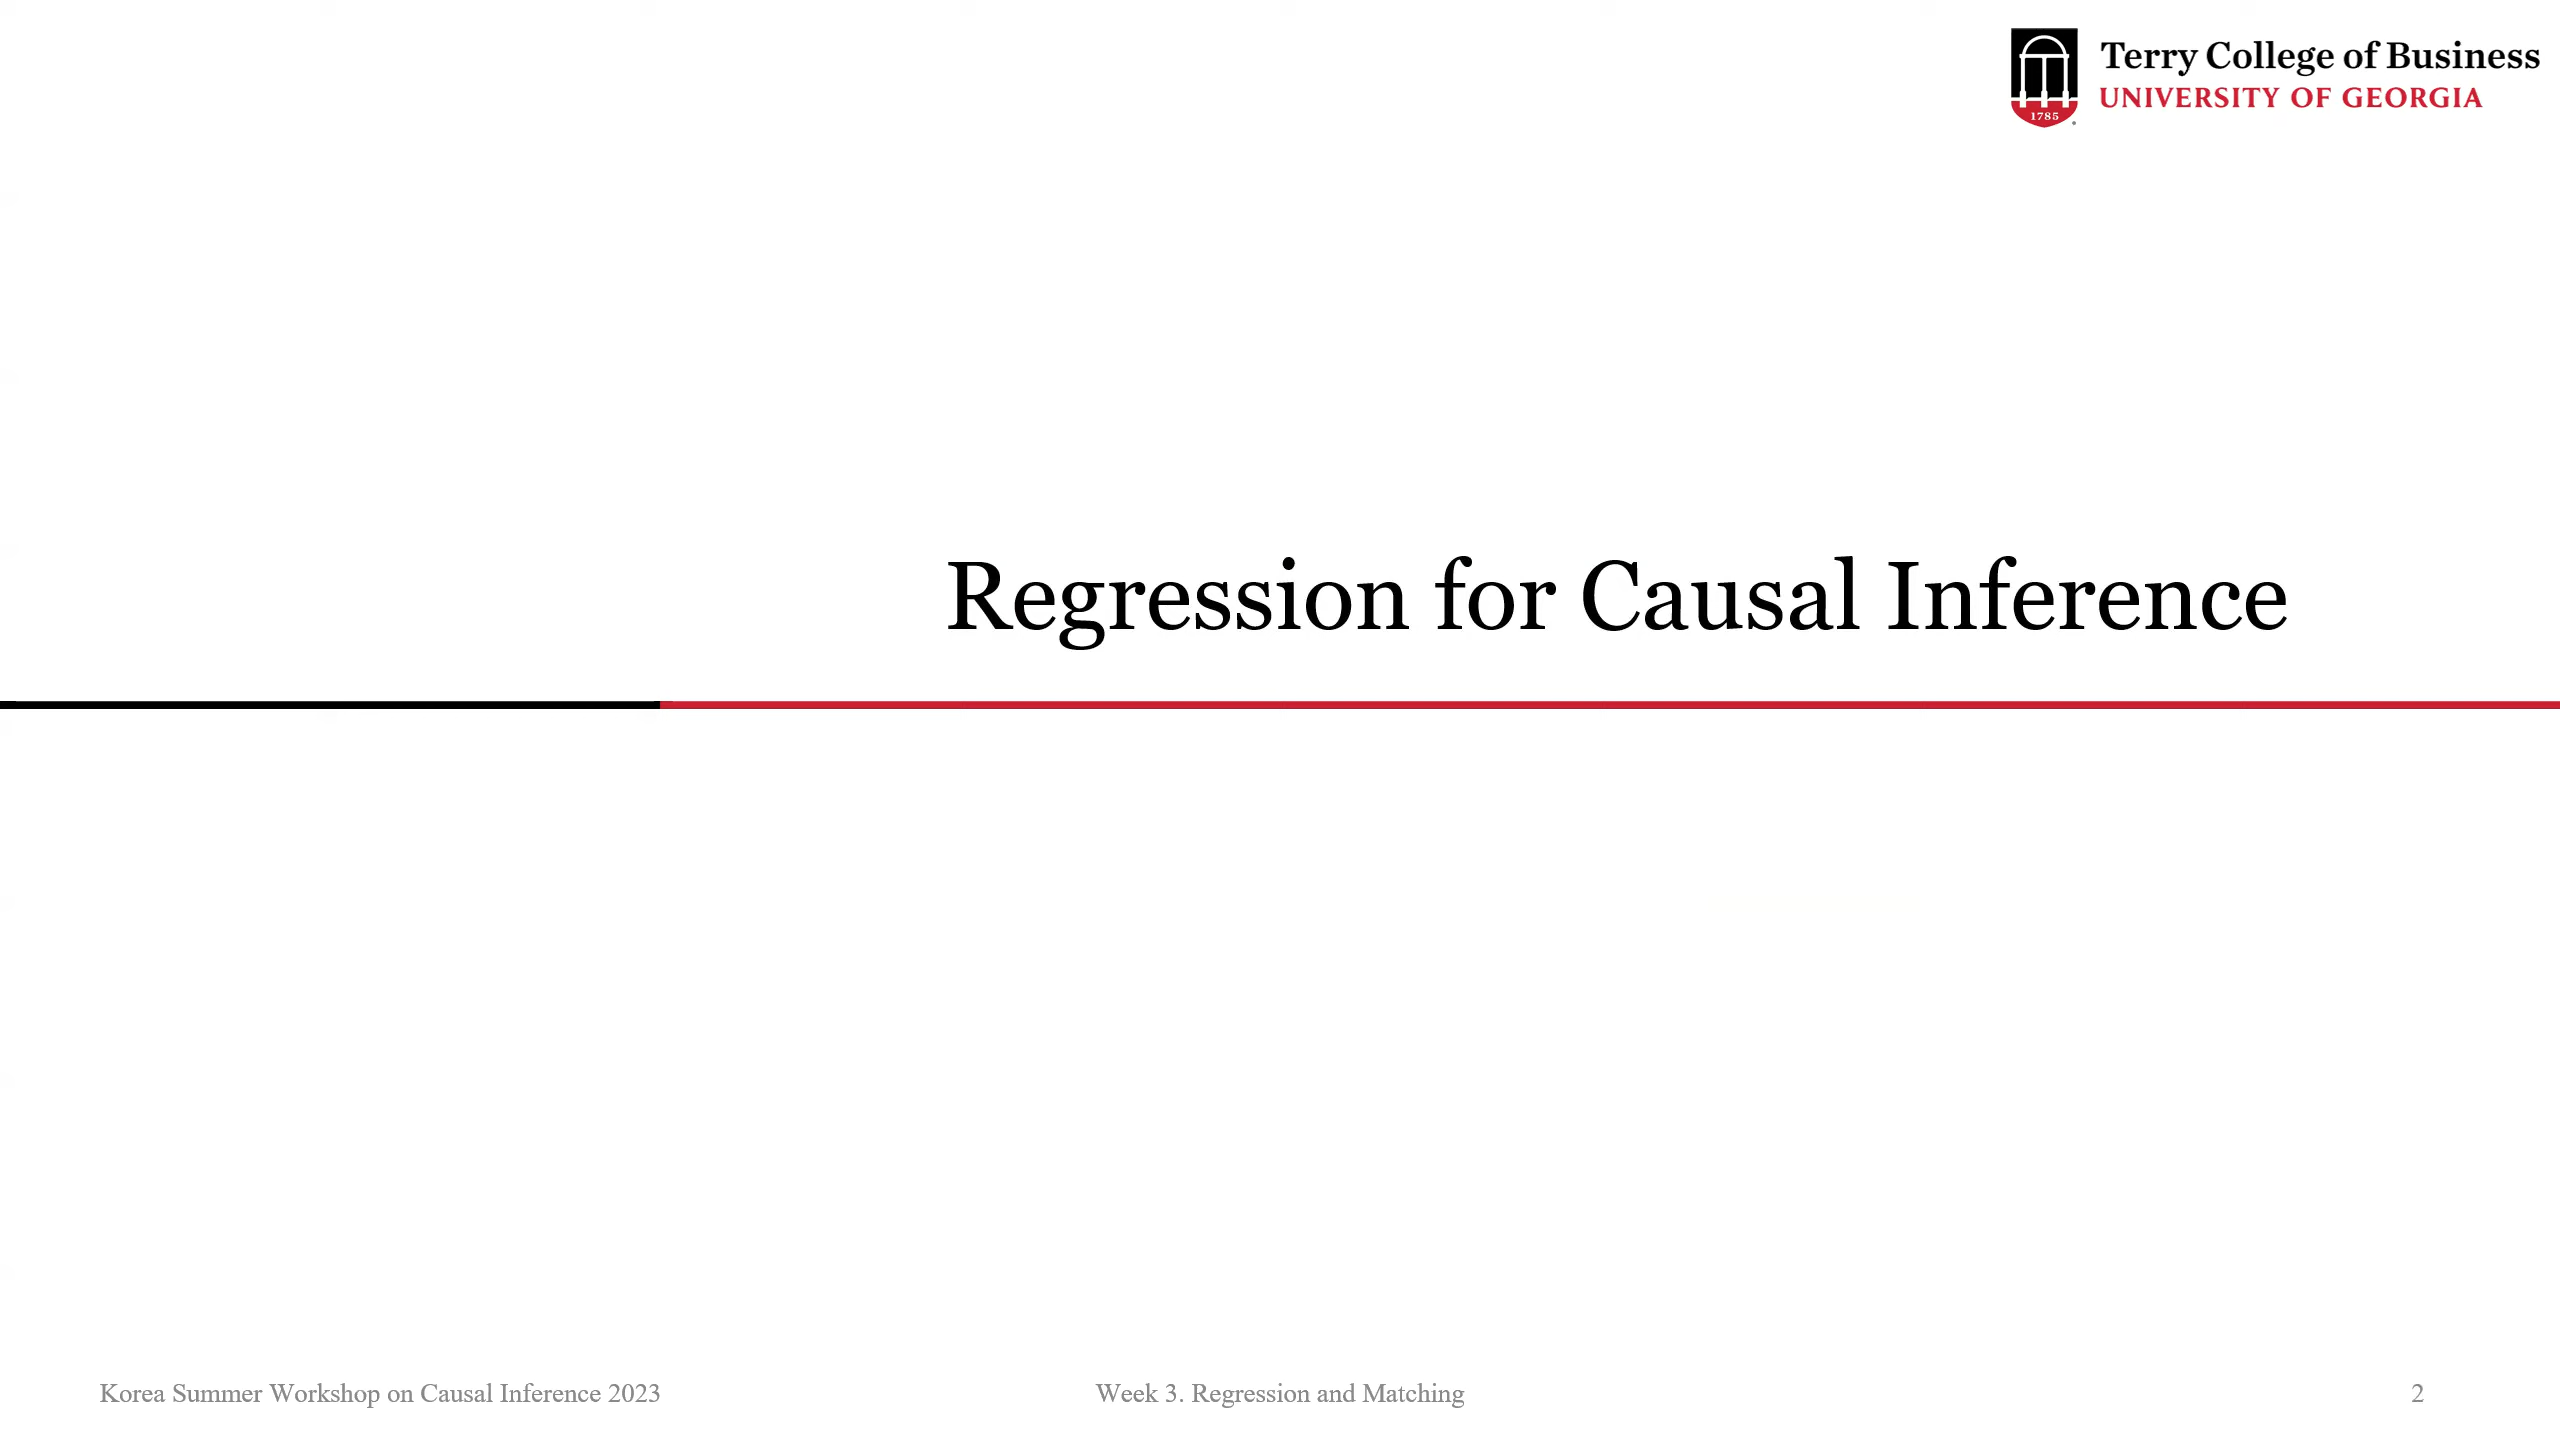 Terry College of Business
UNIVERSITY OF GEORGIA
1785
Regression for Causal Inference
Korea Summer Workshop on Causal Inference 2023
Week 3. Regression and Matching
2